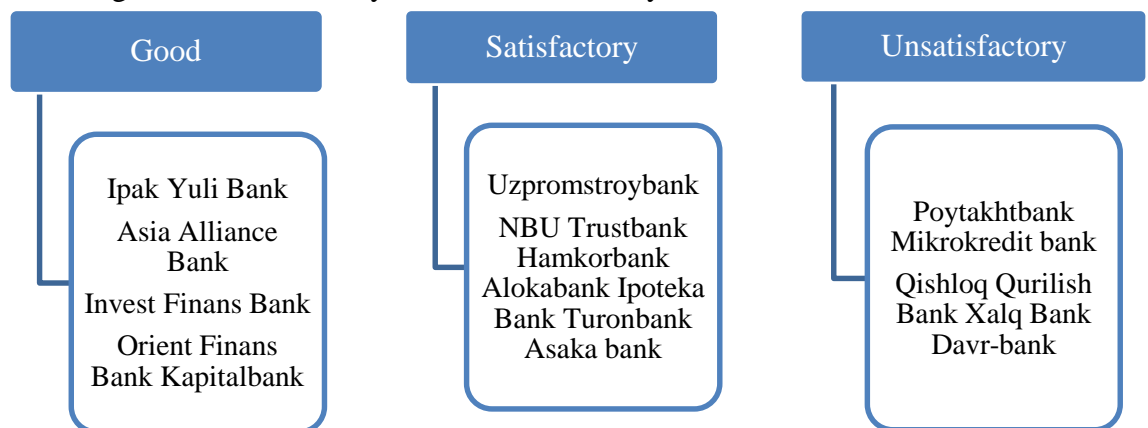 Good
Ipak Yuli Bank
Asia Alliance
Bank
Invest Finans Bank
Orient Finans
Bank Kapitalbank
Satisfactory
Uzpromstroybank
NBU Trustbank
Hamkorbank
Alokabank Ipoteka
Bank Turonbank
Asaka bank
Unsatisfactory
Poytakhtbank
Mikrokredit bank
Qishloq Qurilish
Bank Xalq Bank
Davr-bank